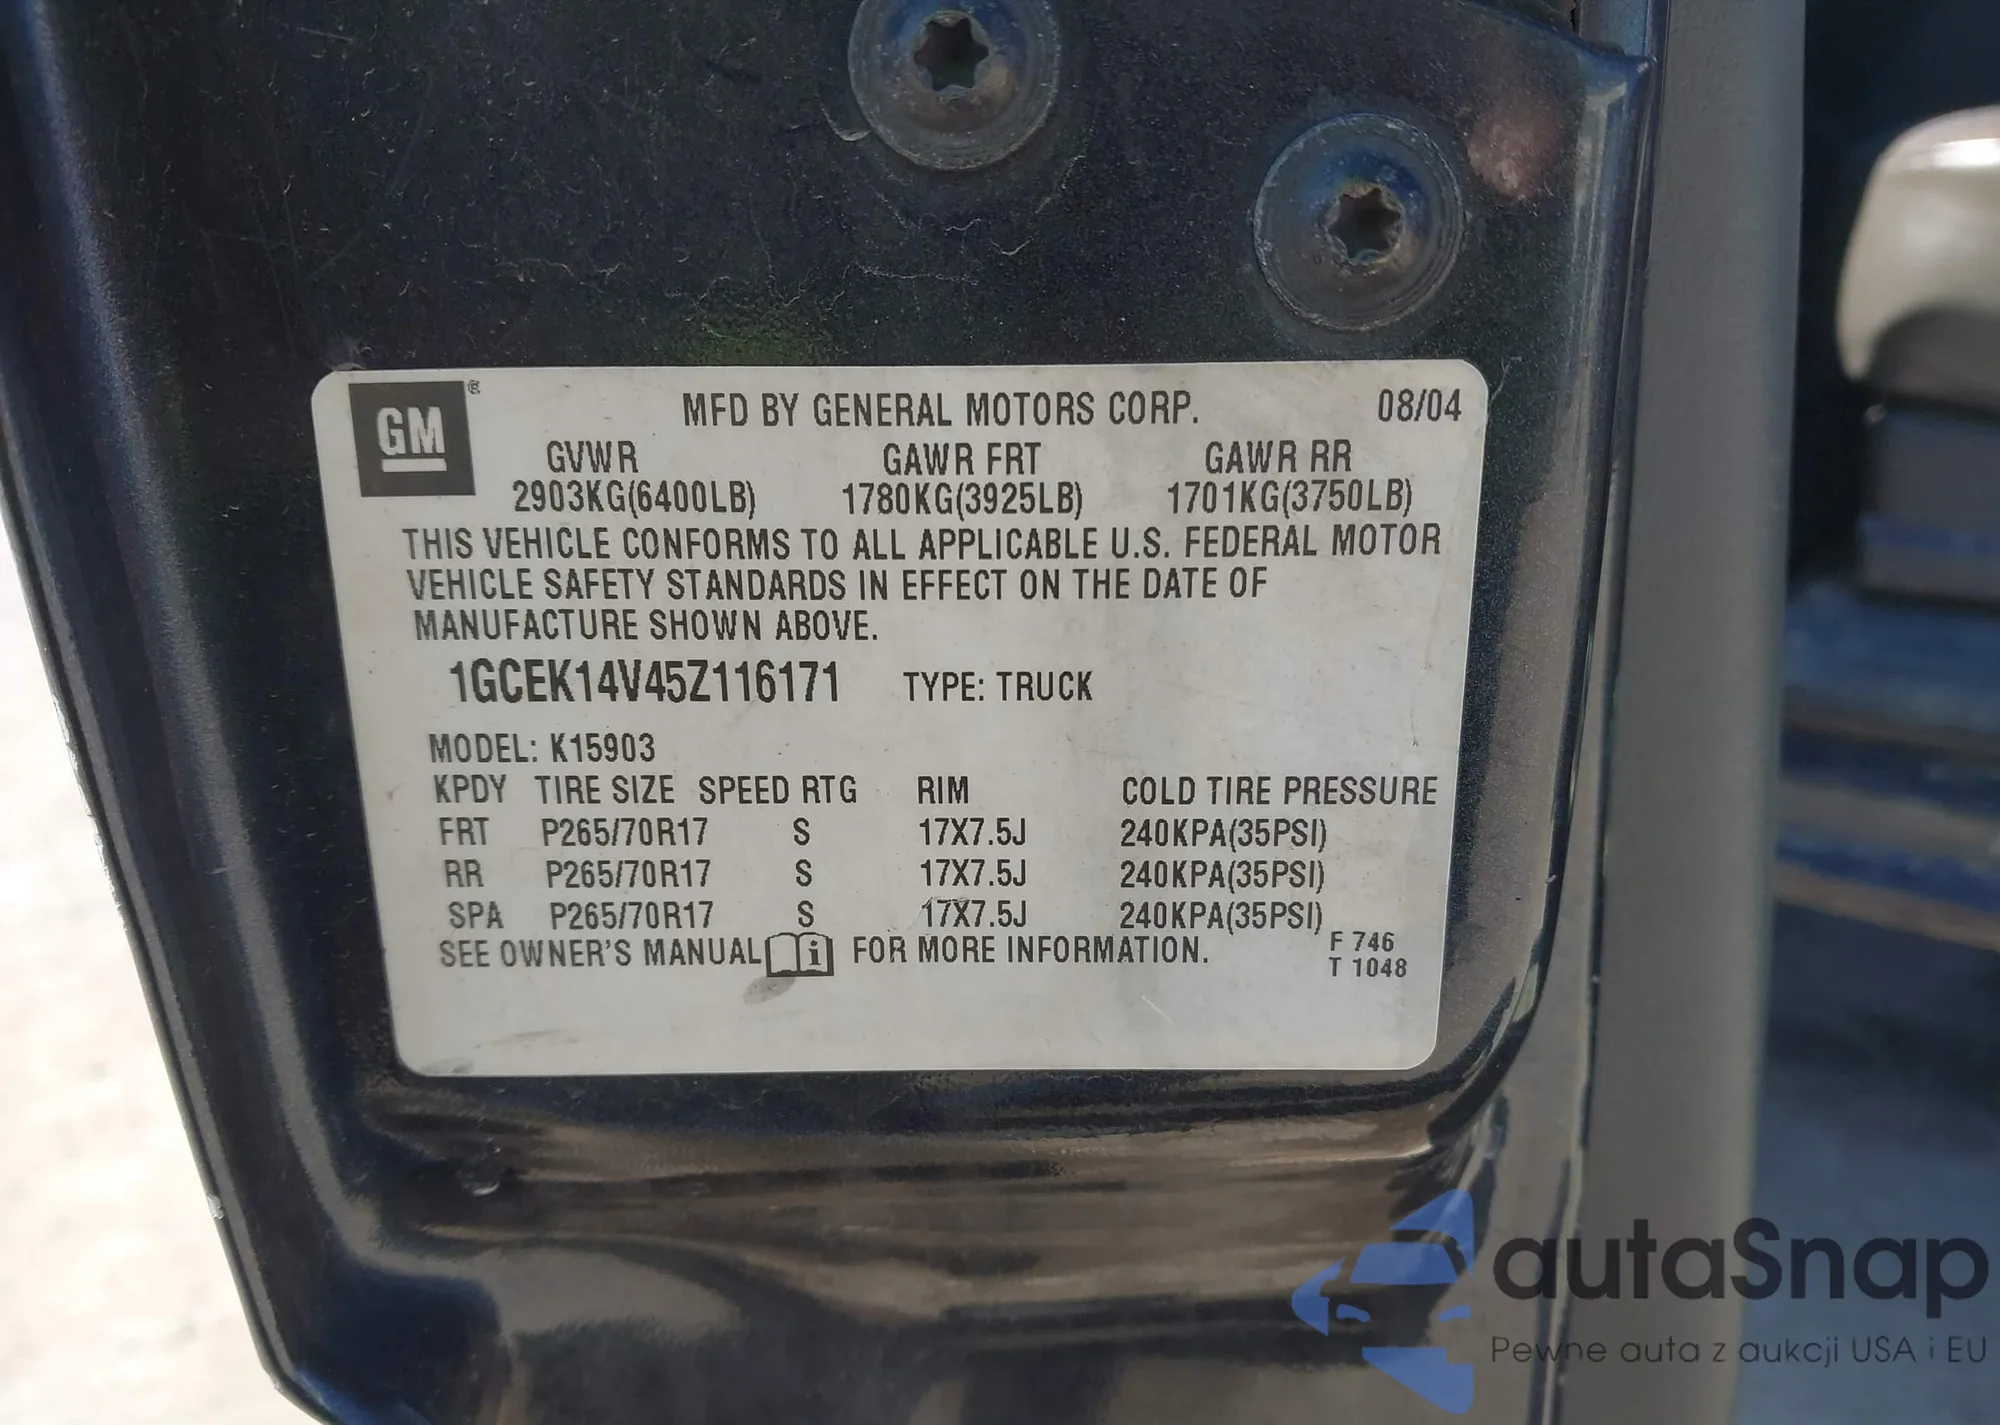 GM ®
MFD BY GENERAL MOTORS CORP. 08/04
GVWR GAWR FRT GAWR RR
2903KG(6400LB) 1780KG(3925LB) 1701KG(3750LB)
THIS VEHICLE CONFORMS TO ALL APPLICABLE U.S. FEDERAL MOTOR
VEHICLE SAFETY STANDARDS IN EFFECT ON THE DATE OF
MANUFACTURE SHOWN ABOVE.
1GCEK14V45Z116171 TYPE: TRUCK
MODEL: K15903
KPDY TIRE SIZE SPEED RTG RIM COLD TIRE PRESSURE
FRT P265/70R17 S 17X7.5J 240KPA(35PSI)
RR P265/70R17 S 17X7.5J 240KPA(35PSI)
SPA P265/70R17 S 17X7.5J 240KPA(35PSI)
SEE OWNER'S MANUAL i FOR MORE INFORMATION.
F 746
T 1048
autaSnap
Pewne auta z aukcji USA i EU